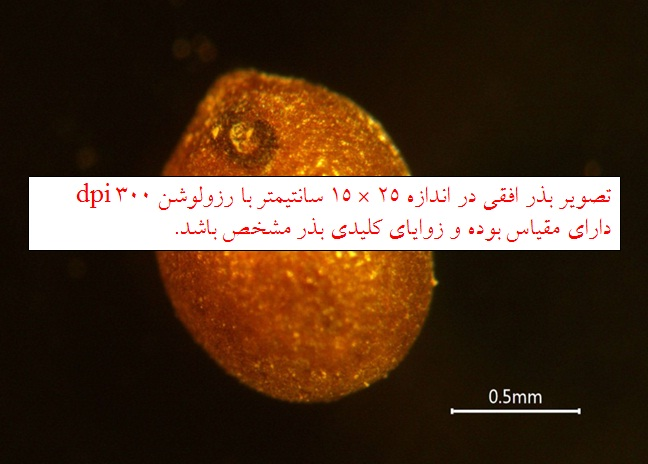 تصویر بذر افقی در اندازه ۲۵ × ۱۵ سانتیمتر با رزولوشن ۳۰۰ dpi
دارای مقیاس بوده و زوایای کلیدی بذر مشخص باشد.
0.5mm